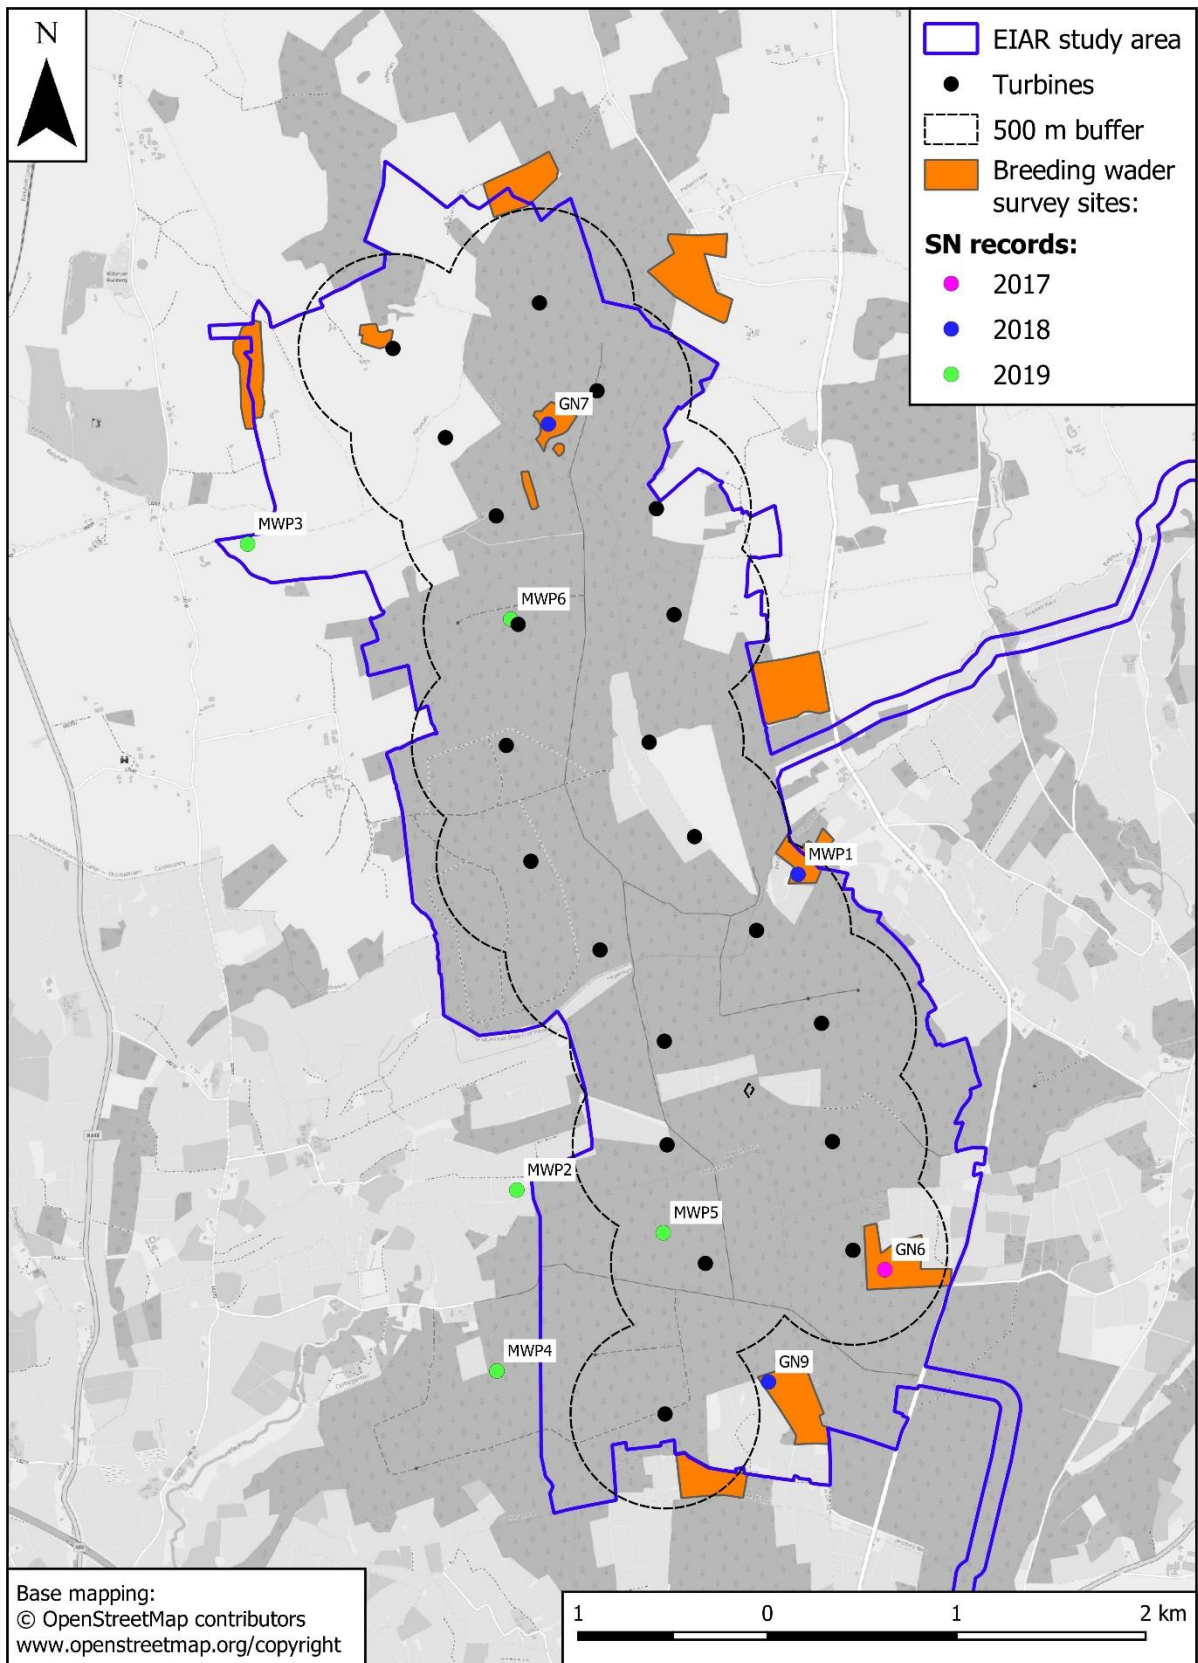 N
EIAR study area
Turbines
500 m buffer
Breeding wader
survey sites:
SN records:
2017
2018
2019
GN7
MWP3
MWP6
MWP1
MWP2
MWP5
GN6
MWP4
GN9
Base mapping:
© OpenStreetMap contributors
www.openstreetmap.org/copyright
1 0 1 2 km